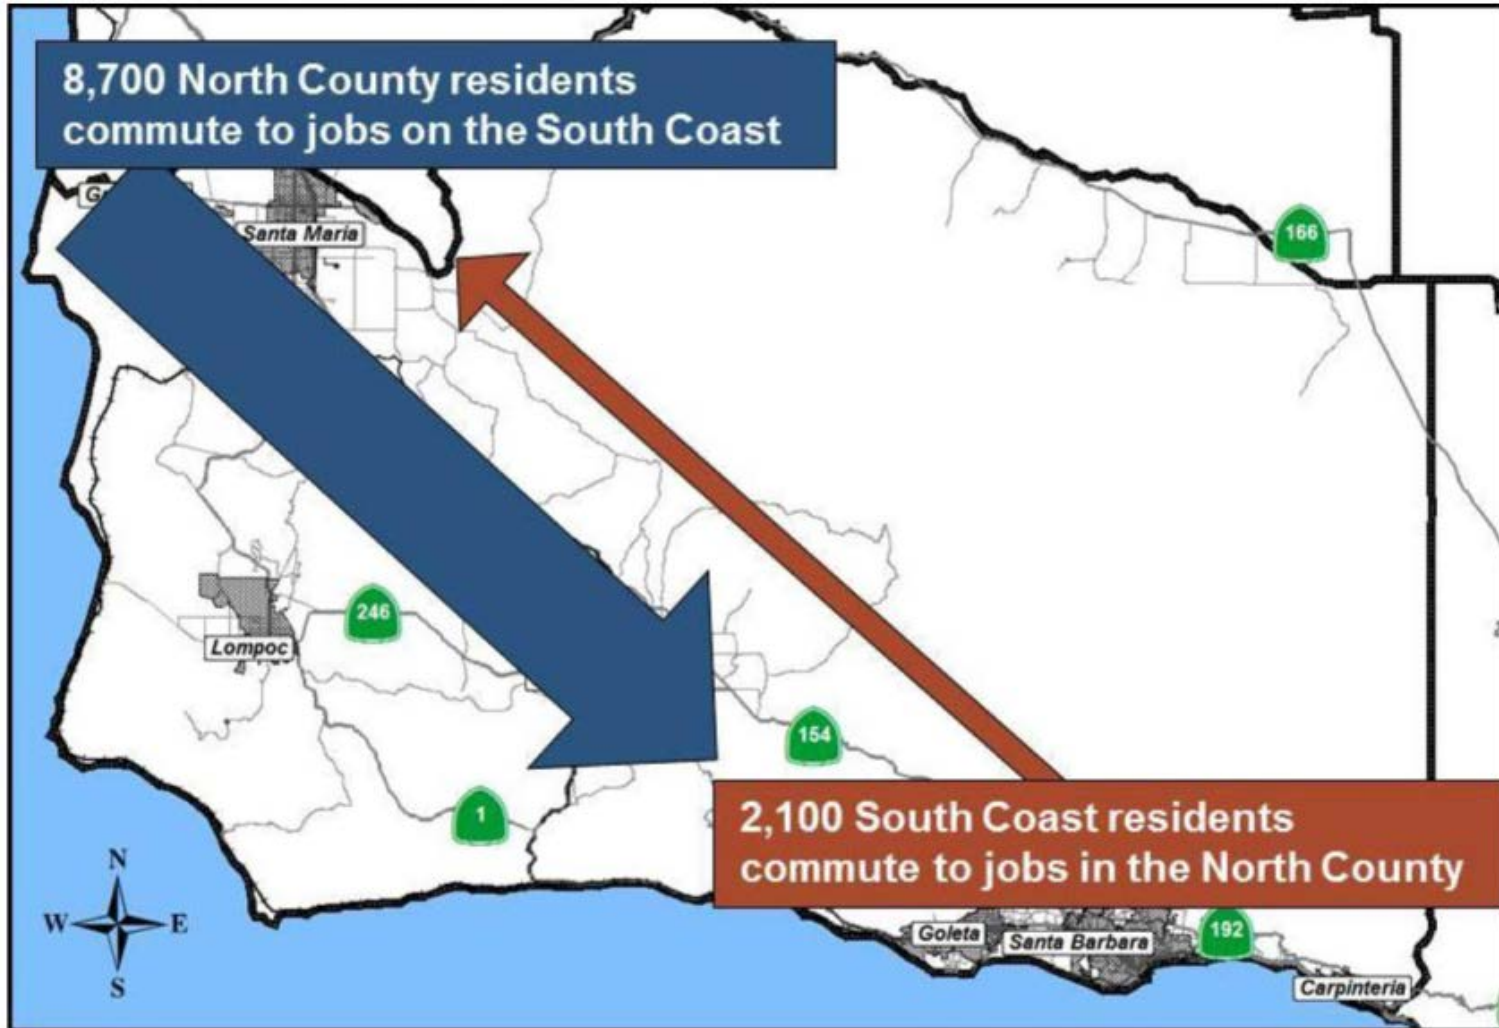 8,700 North County residents
commute to jobs on the South Coast
Santa Maria
166
246
Lompoc
154
1
2,100 South Coast residents
commute to jobs in the North County
N
W E
S
Goleta
Santa Barbara
192
Carpinteria